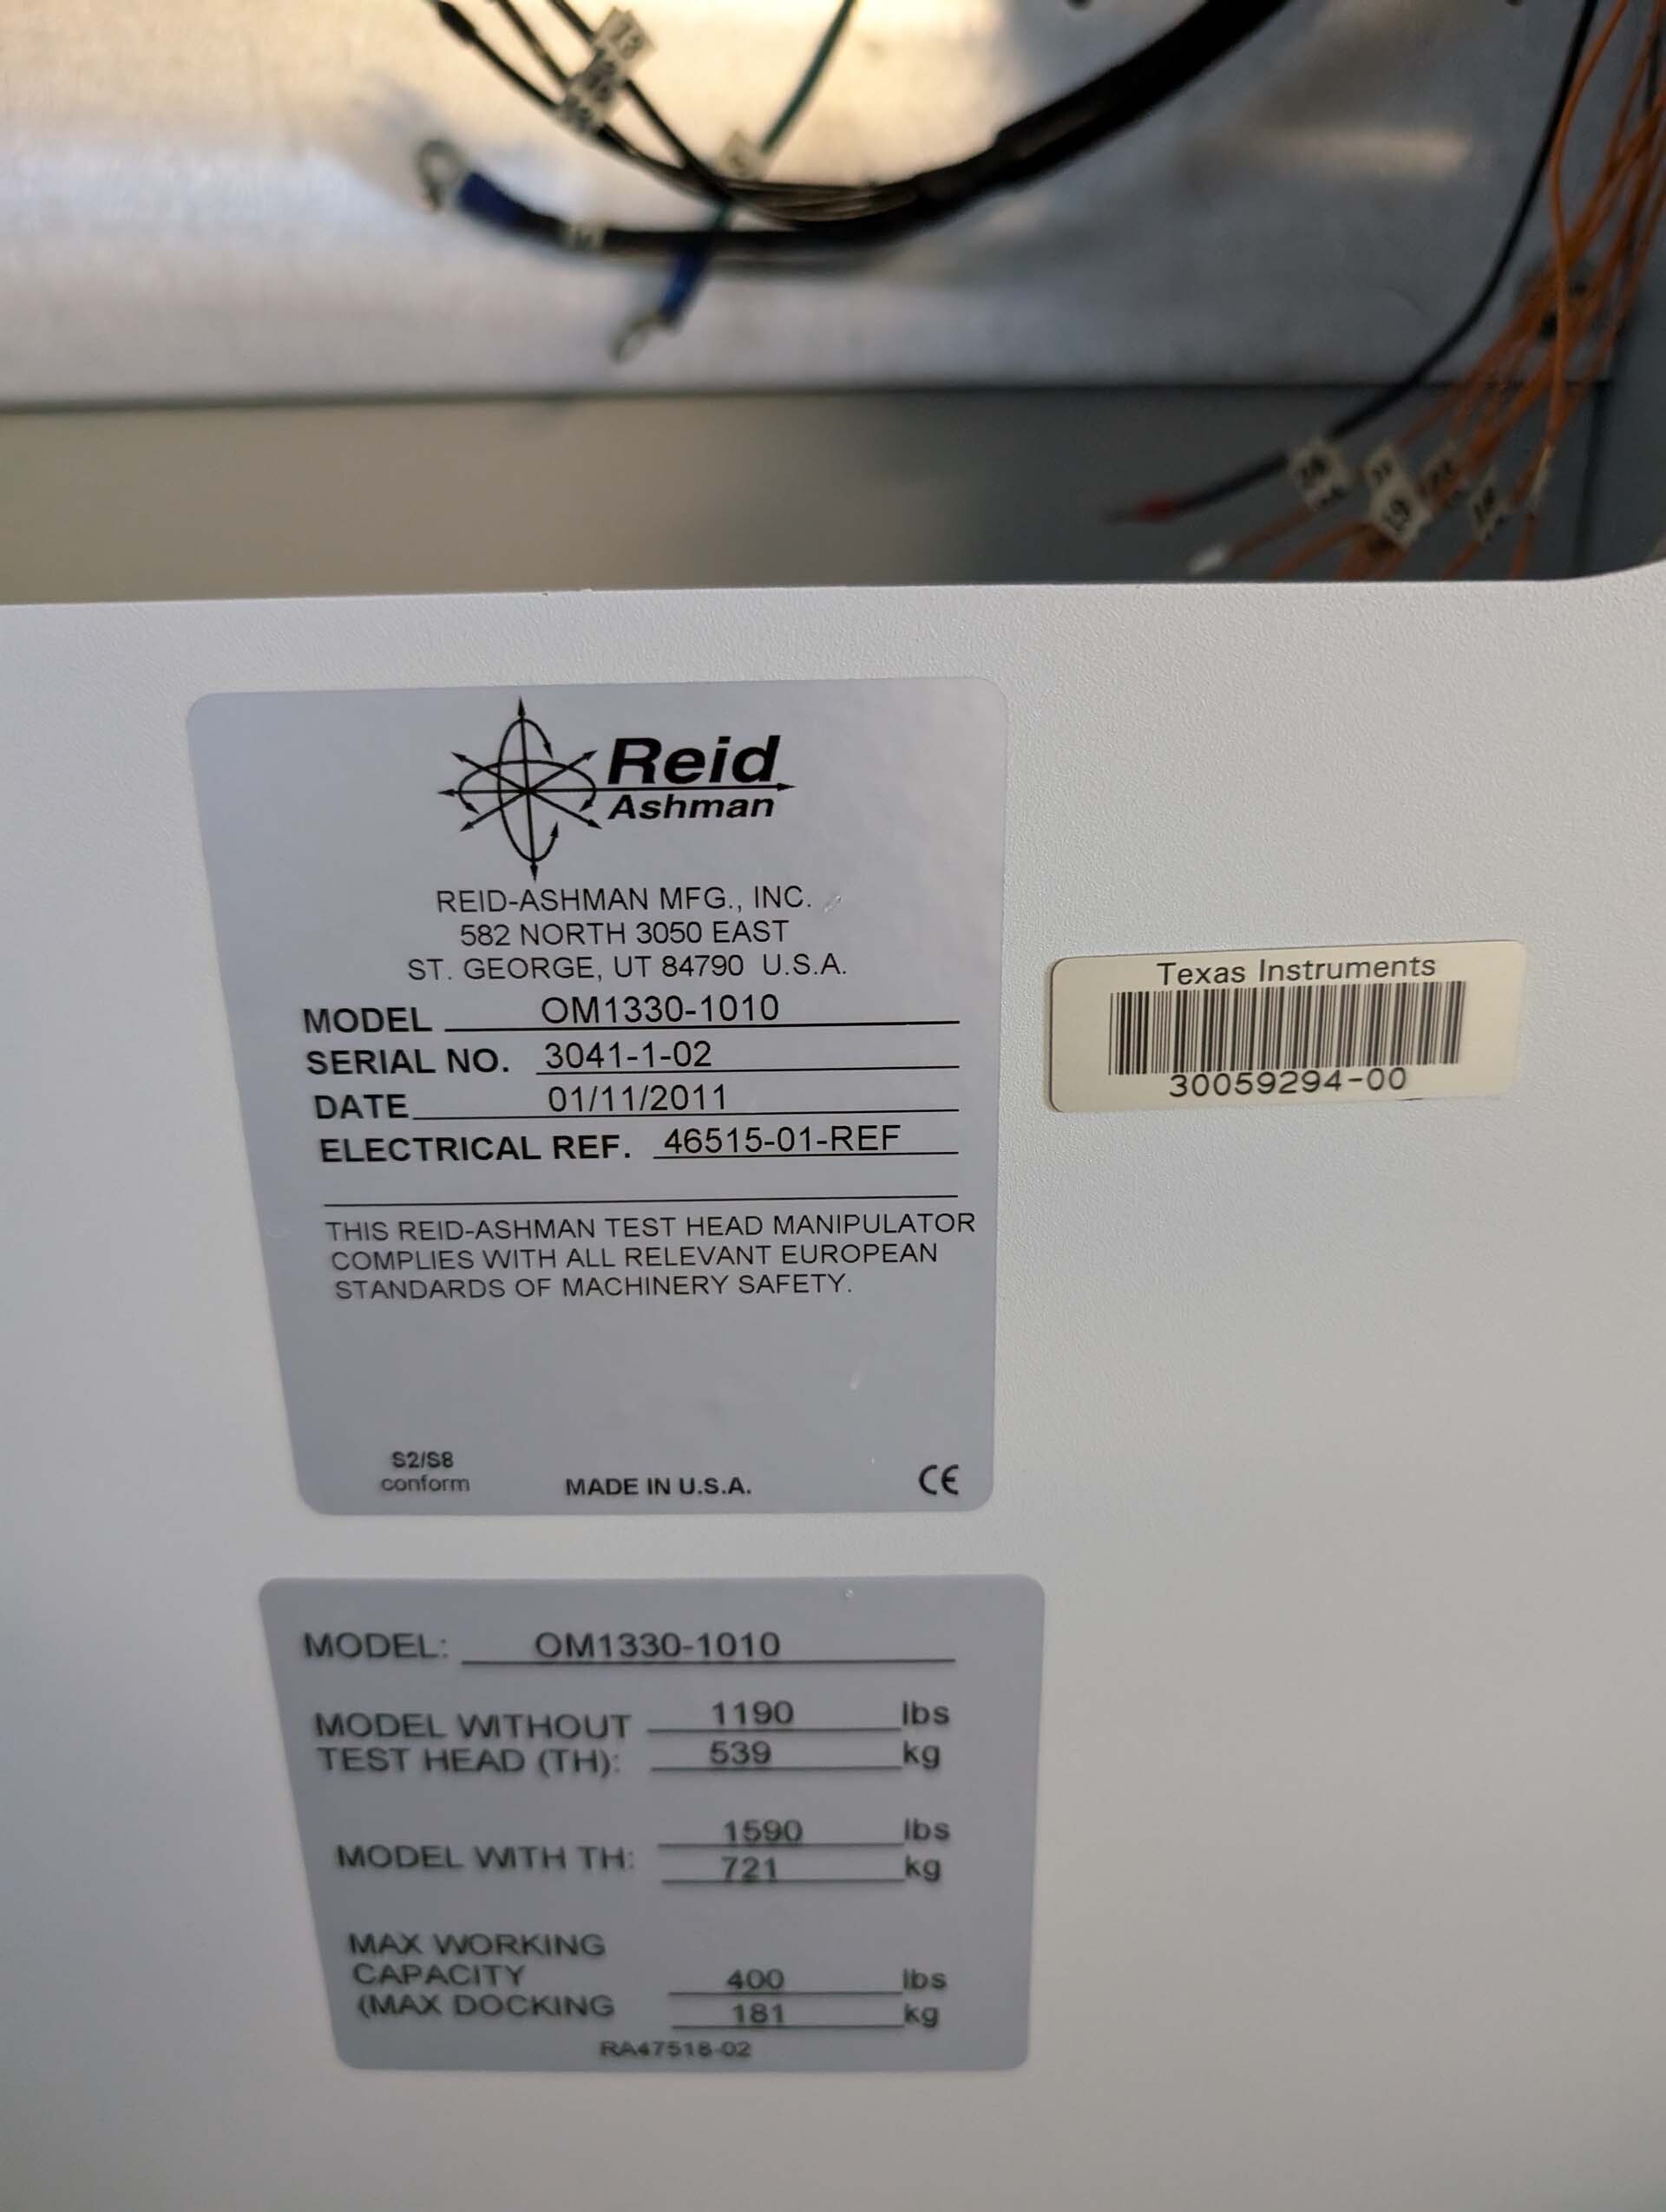 Reid
Ashman
REID-ASHMAN MFG., INC.
582 NORTH 3050 EAST
ST. GEORGE, UT 84790 U.S.A.
MODEL OM1330-1010
SERIAL NO. 3041-1-02
DATE 01/11/2011
ELECTRICAL REF. 46515-01-REF
THIS REID-ASHMAN TEST HEAD MANIPULATOR
COMPLIES WITH ALL RELEVANT EUROPEAN
STANDARDS OF MACHINERY SAFETY.
S2/S8
conform
MADE IN U.S.A.
CE
Texas Instruments
30059294-00
MODEL: OM1330-1010
MODEL WITHOUT 1190 lbs
TEST HEAD (TH): 539 kg
1590 lbs
MODEL WITH TH:
721 kg
MAX WORKING
CAPACITY 400 lbs
(MAX DOCKING 181 kg
RA47518-02